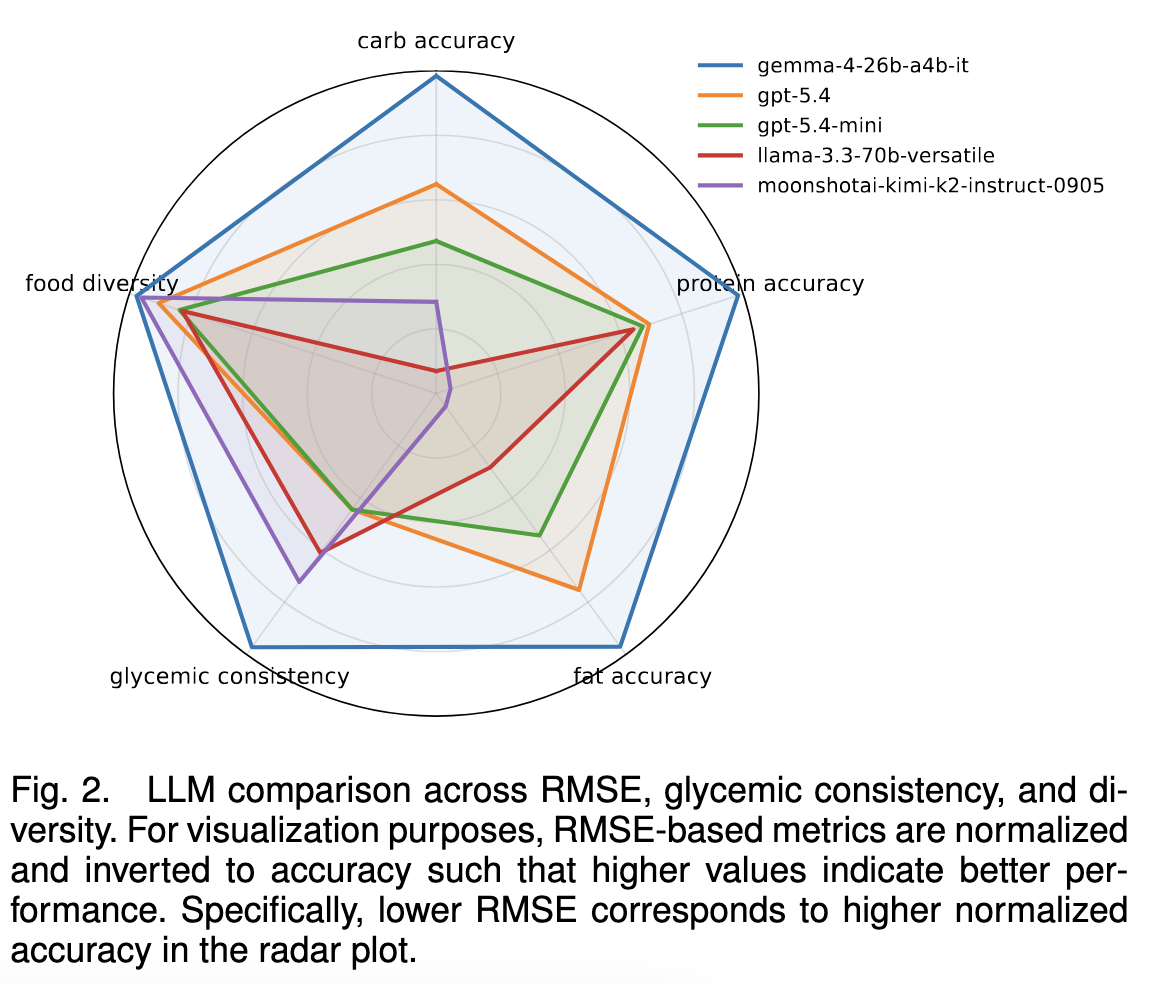 carb accuracy
gemma-4-26b-a4b-it
gpt-5.4
gpt-5.4-mini
llama-3.3-70b-versatile
moonshotai-kimi-k2-instruct-0905
food diversity
protein accuracy
glycemic consistency
fat accuracy
Fig. 2. LLM comparison across RMSE, glycemic consistency, and di-
versity. For visualization purposes, RMSE-based metrics are normalized
and inverted to accuracy such that higher values indicate better per-
formance. Specifically, lower RMSE corresponds to higher normalized
accuracy in the radar plot.